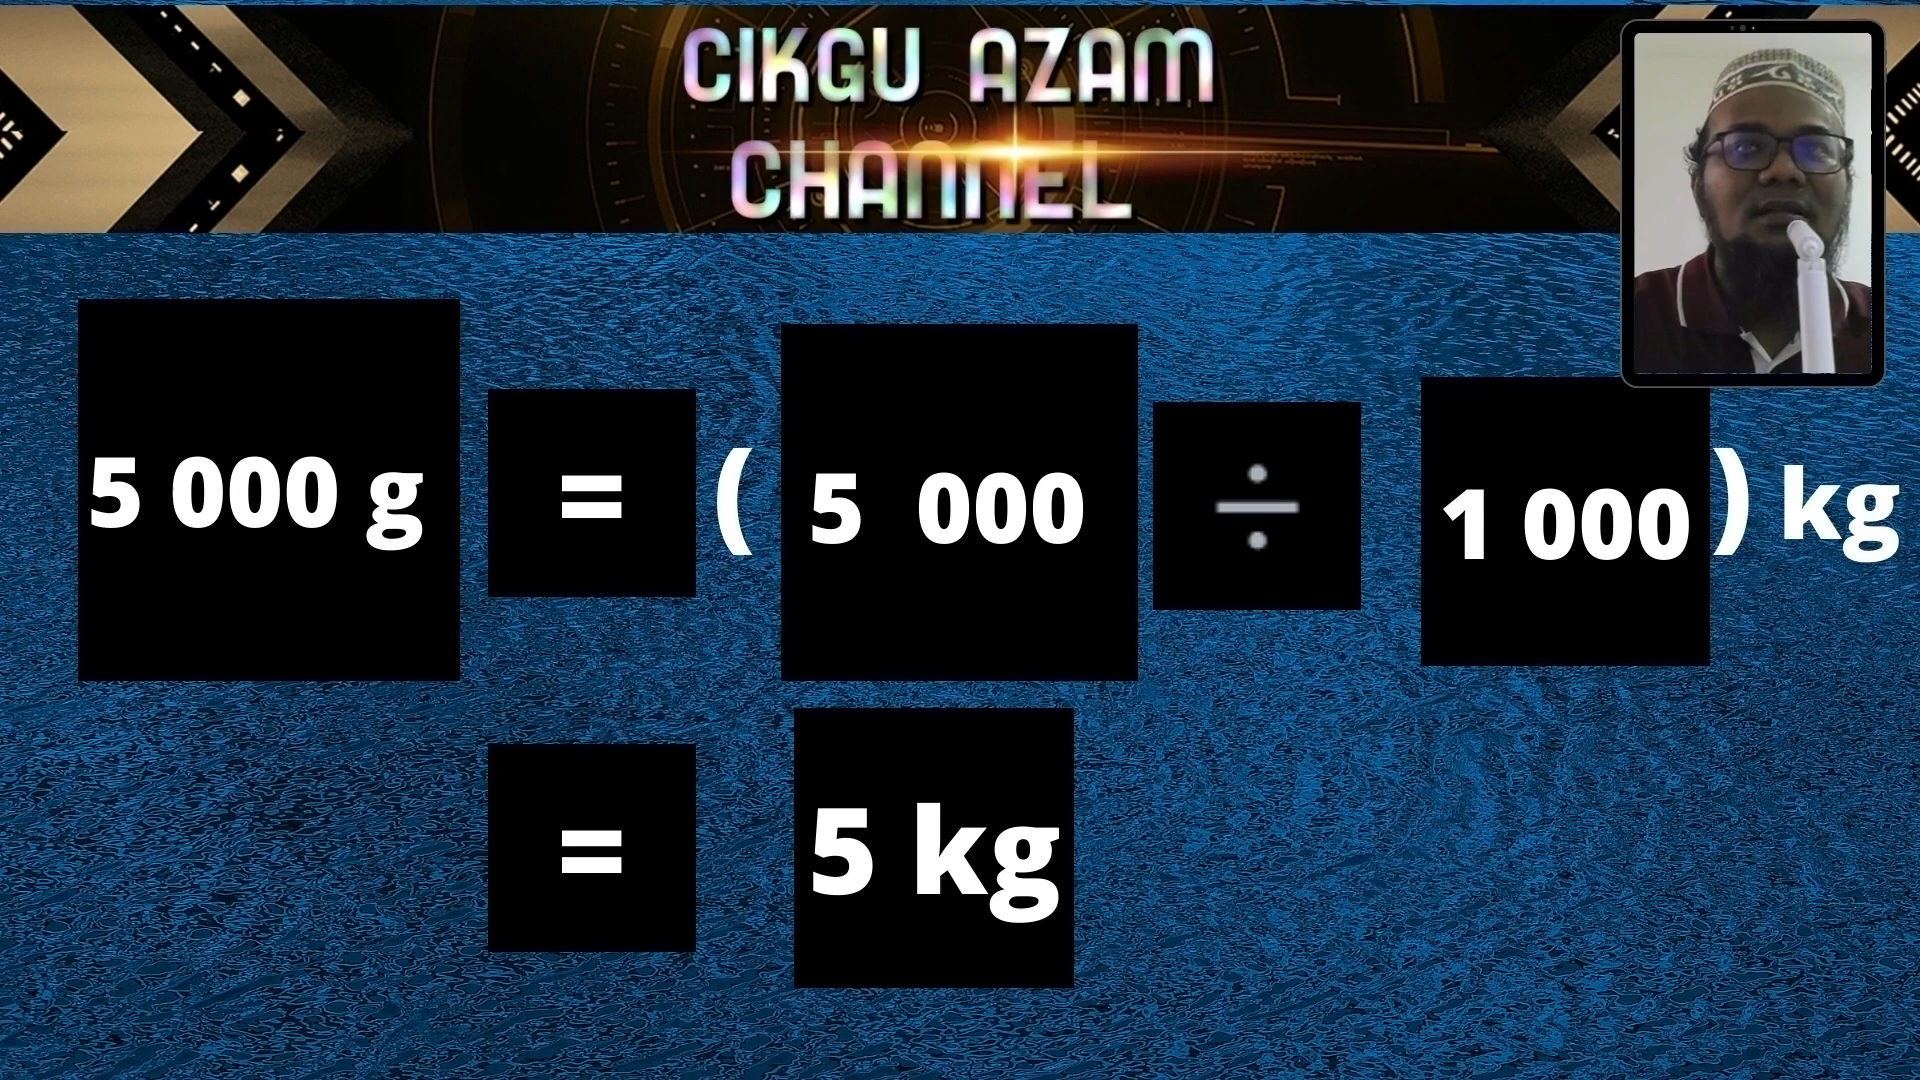 CIKGU AZAM
CHANNEL
5 000 g = ( 5 000 ÷ 1 000 ) kg
= 5 kg